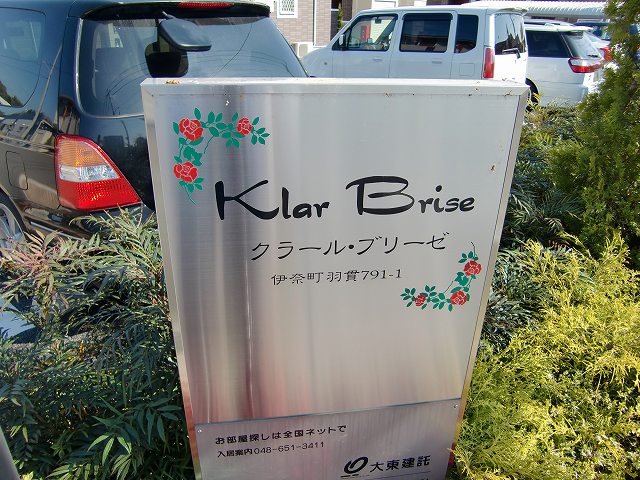 Klar Brise
クラール・ブリーゼ
伊奈町羽貫791-1
お部屋探しは全国ネットで
入居案内048-651-3411
大東建託